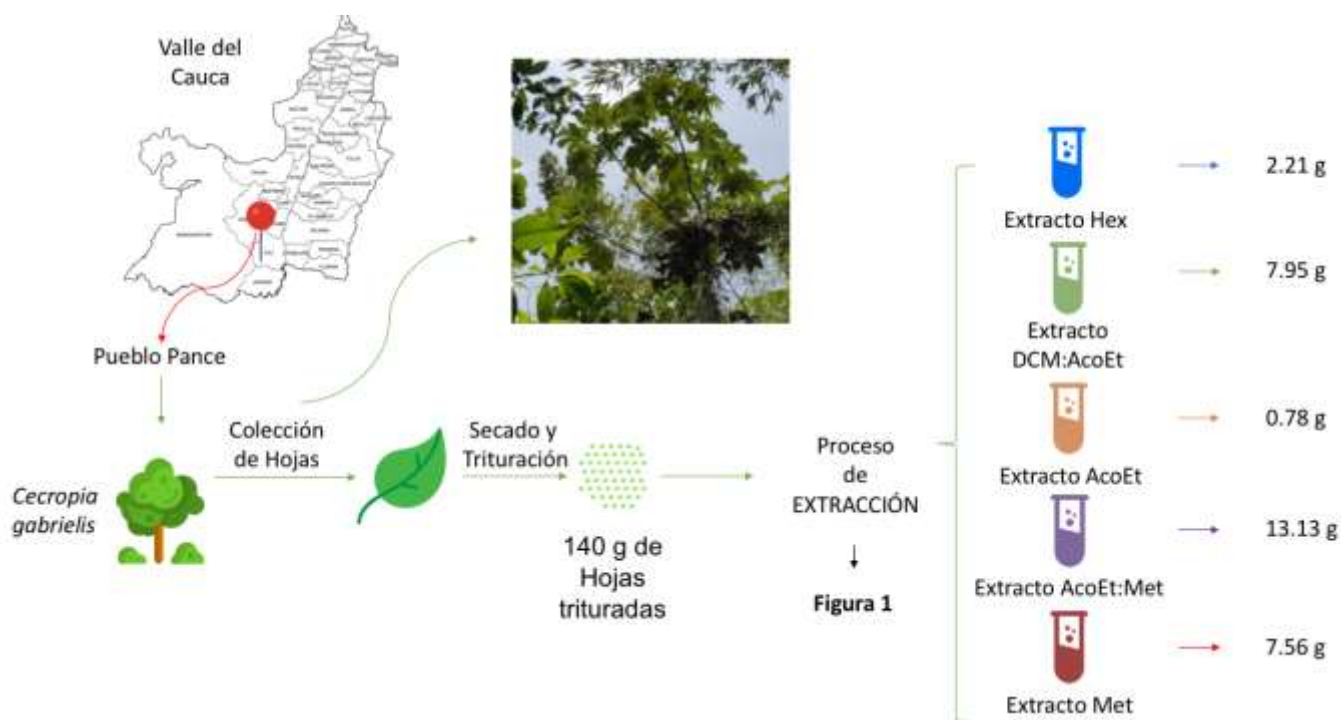 Valle del
Cauca
Pueblo Pance
Cecropia
gabrielis
Colección
de Hojas
Secado y
Trituración
140 g de
Hojas
trituradas
Proceso
de
EXTRACCIÓN
Figura 1
Extracto Hex
2.21 g
Extracto
DCM:AcoEt
7.95 g
Extracto AcoEt
0.78 g
Extracto AcoEt:Met
13.13 g
Extracto Met
7.56 g